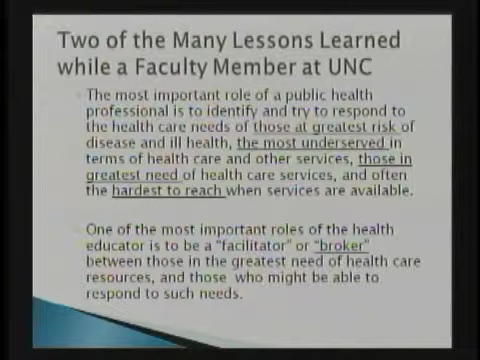 Two of the Many Lessons Learned
while a Faculty Member at UNC
The most important role of a public health
professional is to identify and try to respond to
the health care needs of those at greatest risk of
disease and ill health, the most underserved in
terms of health care and other services, those in
greatest need of health care services, and often
the hardest to reach when services are available.
One of the most important roles of the health
educator is to be a “facilitator” or “broker”
between those in the greatest need of health care
resources, and those who might be able to
respond to such needs.